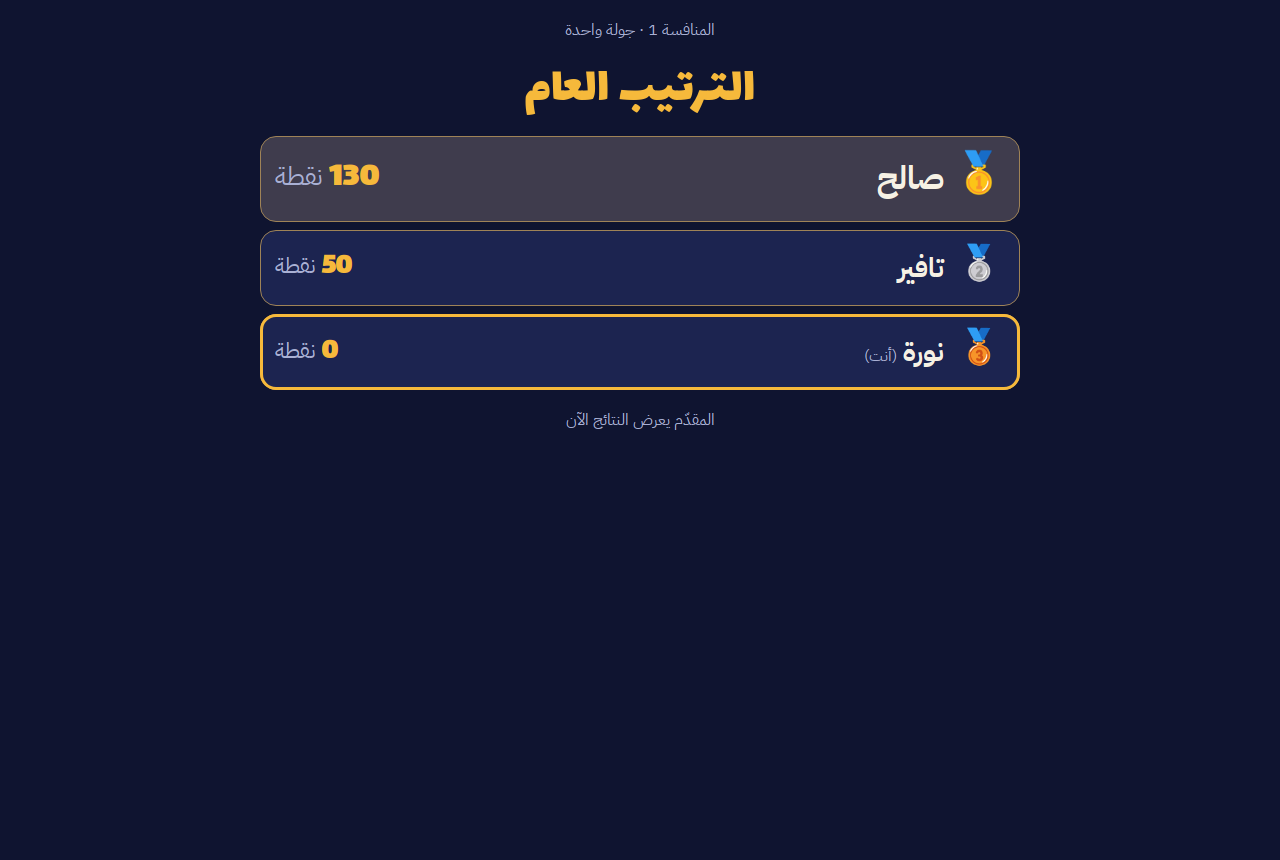 المنافسة 1 · جولة واحدة
الترتيب العام
🥇 صالح 130 نقطة
🥈 تافير 50 نقطة
🥉 نورة (أنت) 0 نقطة
المقدّم يعرض النتائج الآن